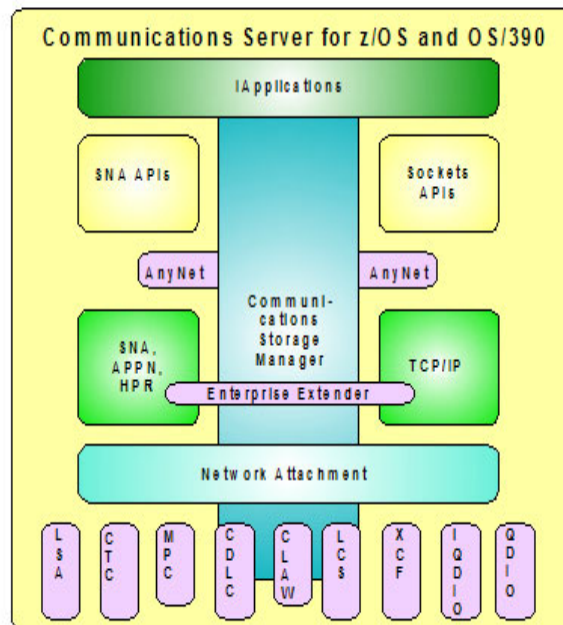 Communications Server for z/OS and OS/390
IApplications
SNA APIs
Sockets
APIs
AnyNet
AnyNet
Communi-
cations
Storage
Manager
SNA,
APPN,
HPR
TCP/IP
Enterprise Extender
Network Attachment
LSA
CTC
MPC
CDLC
CLAW
LCS
XCF
IQDIO
QDIO